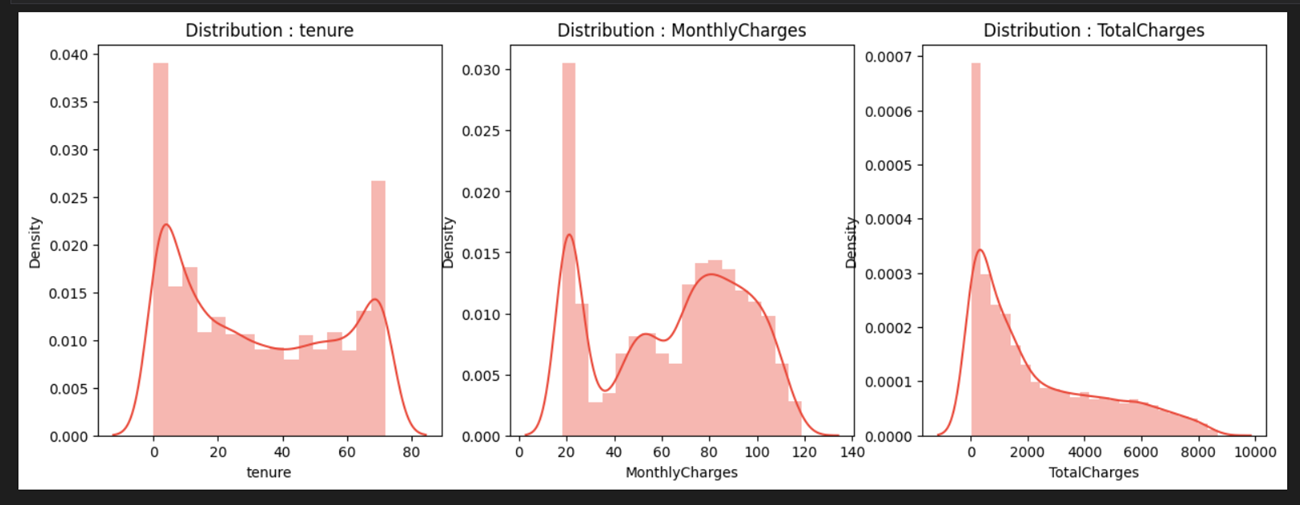 Distribution : tenure
0.040
0.035
0.030
0.025
0.020
0.015
0.010
0.005
0.000
Density
0 20 40 60 80
tenure
Distribution : MonthlyCharges
0.030
0.025
0.020
0.015
0.010
0.005
0.000
Density
0 20 40 60 80 100 120 140
MonthlyCharges
Distribution : TotalCharges
0.0007
0.0006
0.0005
0.0004
0.0003
0.0002
0.0001
0.0000
Density
0 2000 4000 6000 8000 10000
TotalCharges